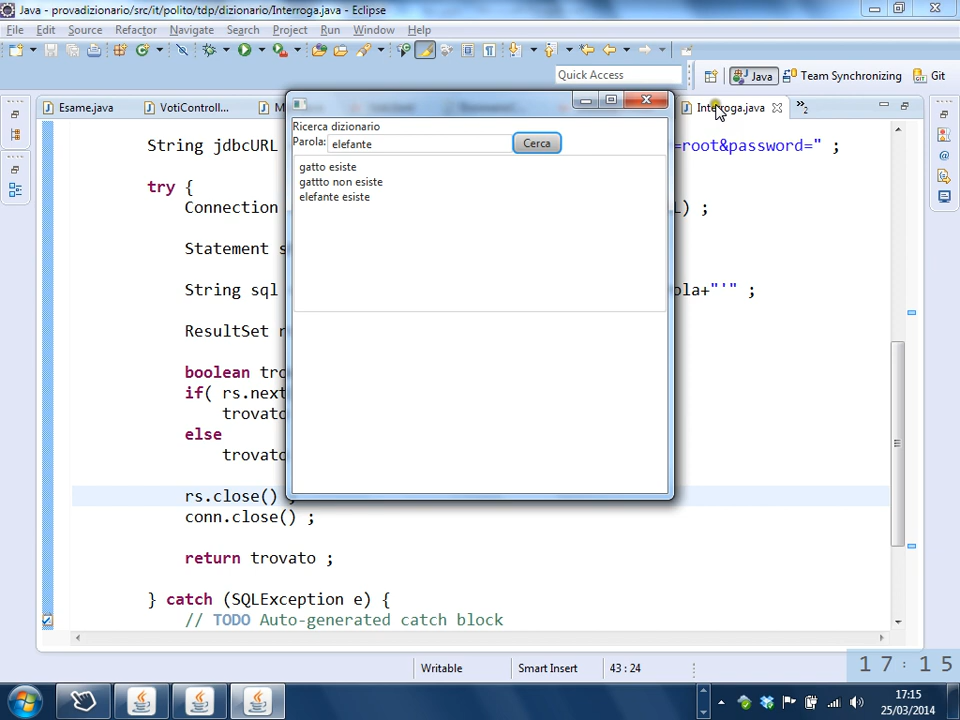 Java - provadizionario/src/it/polito/tdp/dizionario/Interroga.java - Eclipse
File Edit Source Refactor Navigate Search Project Run Window Help
Quick Access
Java Team Synchronizing Git
Esame.java VotiControll... Interroga.java »2
Ricerca dizionario
Parola: elefante Cerca
gatto esiste
gattto non esiste
elefante esiste
String jdbcURL =root&password=" ;
try {
Connection ) ;
Statement s
String sql ola+"'" ;
ResultSet r
boolean tro
if( rs.next
trovato
else
trovato
rs.close() ;
conn.close() ;
return trovato ;
} catch (SQLException e) {
// TODO Auto-generated catch block
Writable Smart Insert 43 : 24
17:15
17:15
25/03/2014